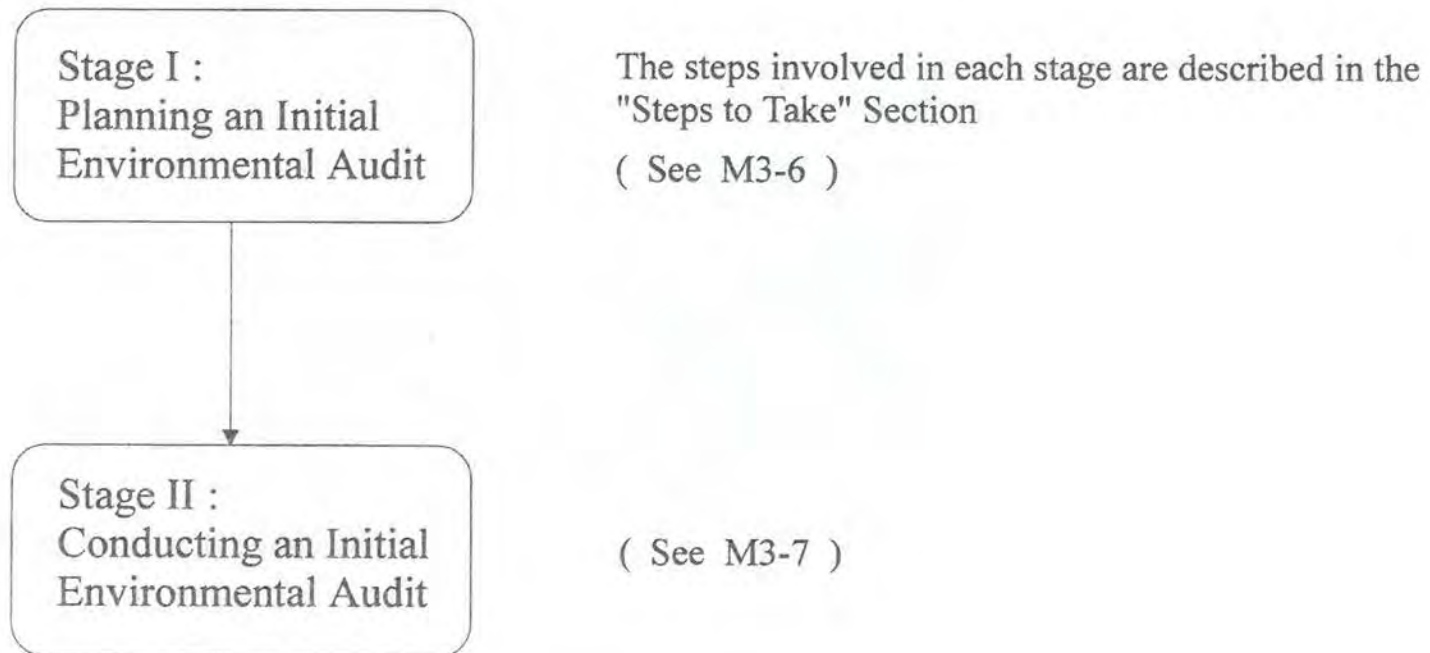 Stage I :
Planning an Initial
Environmental Audit
The steps involved in each stage are described in the
"Steps to Take" Section
( See M3-6 )
Stage II :
Conducting an Initial
Environmental Audit
( See M3-7 )